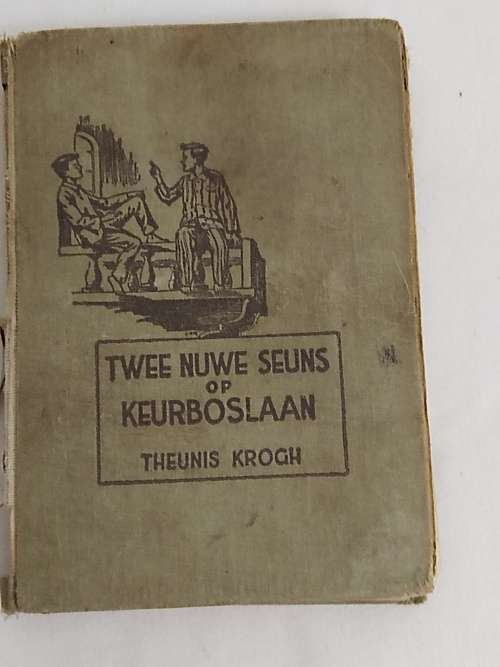 TWEE NUWE SEUNS
OP
KEURBOSLAAN
THEUNIS KROGH